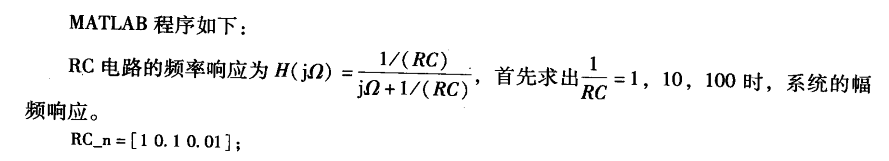 MATLAB 程序如下：
RC 电路的频率响应为 H(jΩ) = \frac{1/(RC)}{jΩ+1/(RC)}，首先求出\frac{1}{RC}=1，10，100 时，系统的幅
频响应。
RC_n=[1 0.1 0.01];